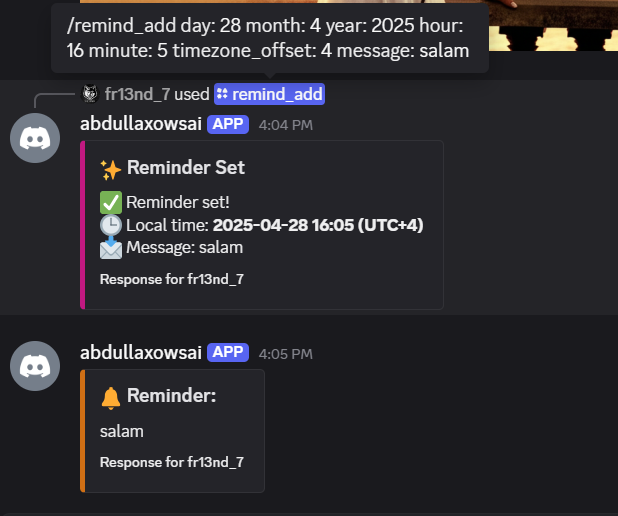 /remind_add day: 28 month: 4 year: 2025 hour:
16 minute: 5 timezone_offset: 4 message: salam
fr13nd_7 used remind_add
abdullaxowsai APP 4:04 PM
Reminder Set
Reminder set!
Local time: 2025-04-28 16:05 (UTC+4)
Message: salam
Response for fr13nd_7
abdullaxowsai APP 4:05 PM
Reminder:
salam
Response for fr13nd_7